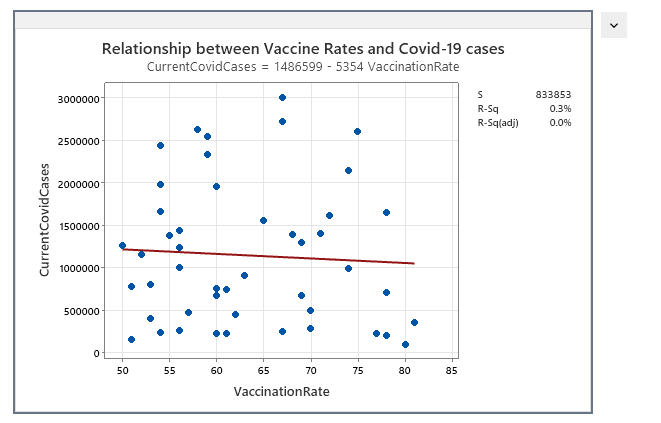 Relationship between Vaccine Rates and Covid-19 cases
CurrentCovidCases = 1486599 - 5354 VaccinationRate
S 833853
R-Sq 0.3%
R-Sq(adj) 0.0%
CurrentCovidCases
3000000
2500000
2000000
1500000
1000000
500000
0
50 55 60 65 70 75 80 85
VaccinationRate